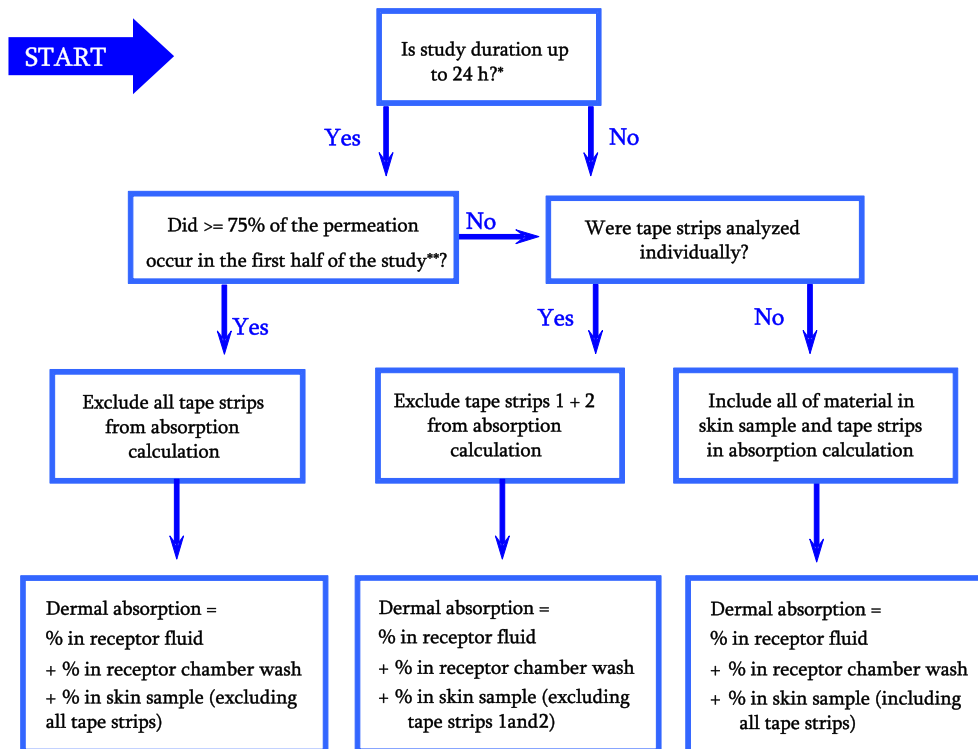 START
Is study duration up
to 24 h?*
Yes
No
Did >= 75% of the permeation
occur in the first half of the study**?
No
Were tape strips analyzed
individually?
Yes
Yes
No
Exclude all tape strips
from absorption
calculation
Exclude tape strips 1 + 2
from absorption
calculation
Include all of material in
skin sample and tape strips
in absorption calculation
Dermal absorption =
% in receptor fluid
+ % in receptor chamber wash
+ % in skin sample (excluding
all tape strips)
Dermal absorption =
% in receptor fluid
+ % in receptor chamber wash
+ % in skin sample (excluding
tape strips 1and2)
Dermal absorption =
% in receptor fluid
+ % in receptor chamber wash
+ % in skin sample (including
all tape strips)